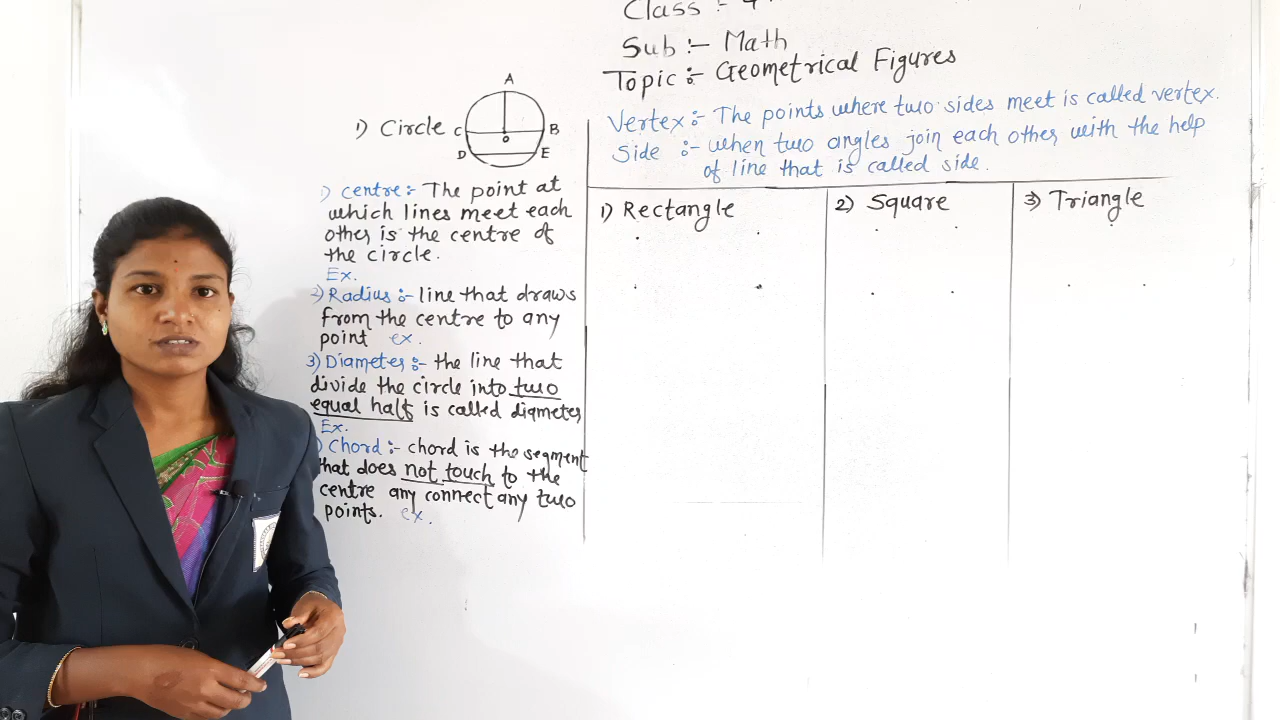 Class :-
Sub :- Math
Topic :- Geometrical Figures
Vertex :- The points where two sides meet is called vertex.
Side :- when two angles join each other with the help
of line that is called side.
1) Circle
A
C
B
o
D
E
1) centre :- The point at
which lines meet each
other is the centre of
the circle.
Ex.
2) Radius :- line that draws
from the centre to any
point ex.
3) Diameter :- the line that
divide the circle into two
equal half is called diameter
Ex.
) Chord :- chord is the segment
that does not touch to the
centre any connect any two
points. ex.
1) Rectangle
2) Square
3) Triangle